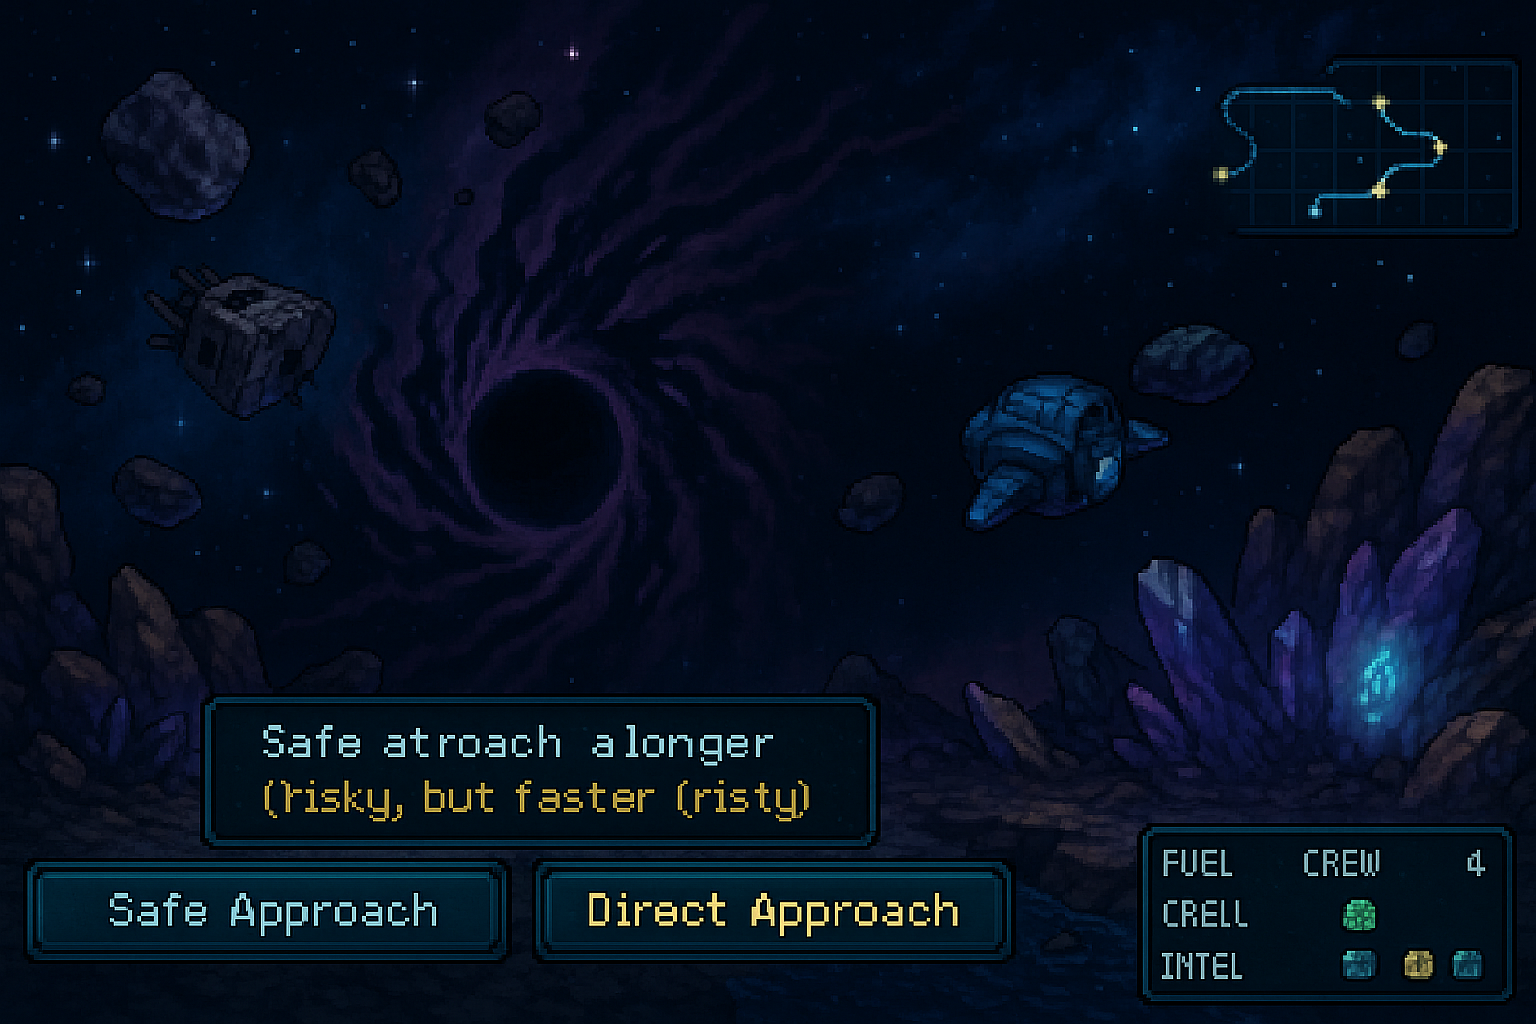 Safe atroach alonger
(risky, but faster (risty)
Safe Approach
Direct Approach
FUEL CREW 4
CRELL
INTEL